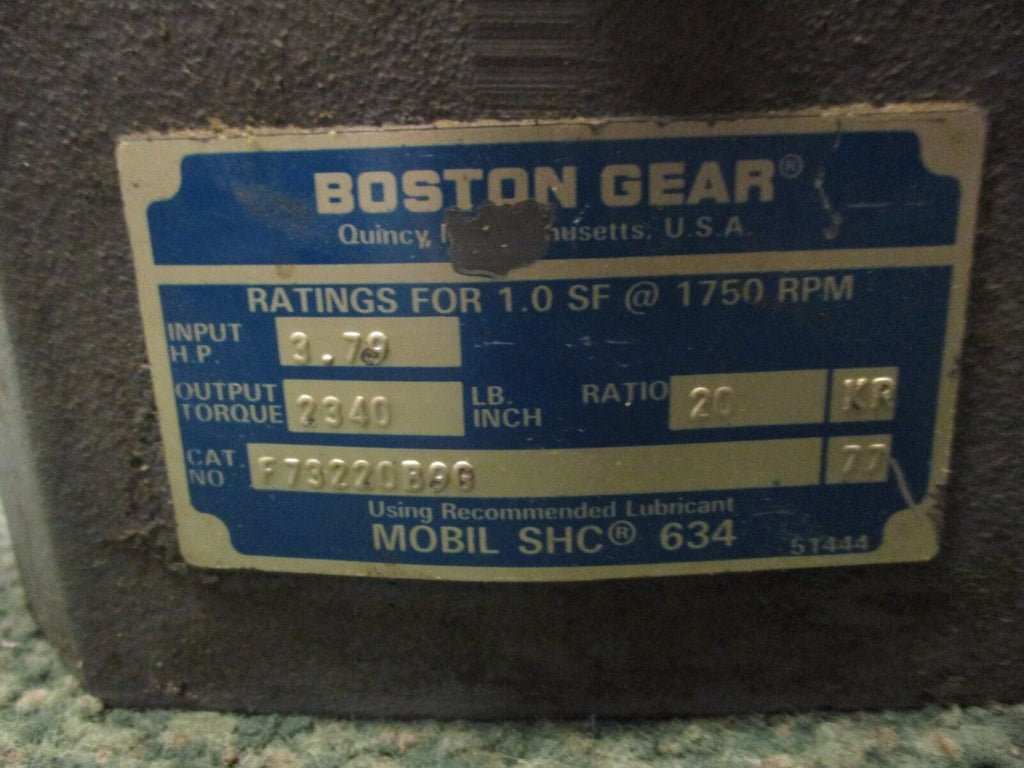 BOSTON GEAR®
Quincy, U.S.A.
RATINGS FOR 1.0 SF @ 1750 RPM
INPUT H.P. 3.79
OUTPUT TORQUE 2340 LB. INCH RATIO 20 KR
CAT. NO F73220B9G 77
Using Recommended Lubricant
MOBIL SHC® 634
51444